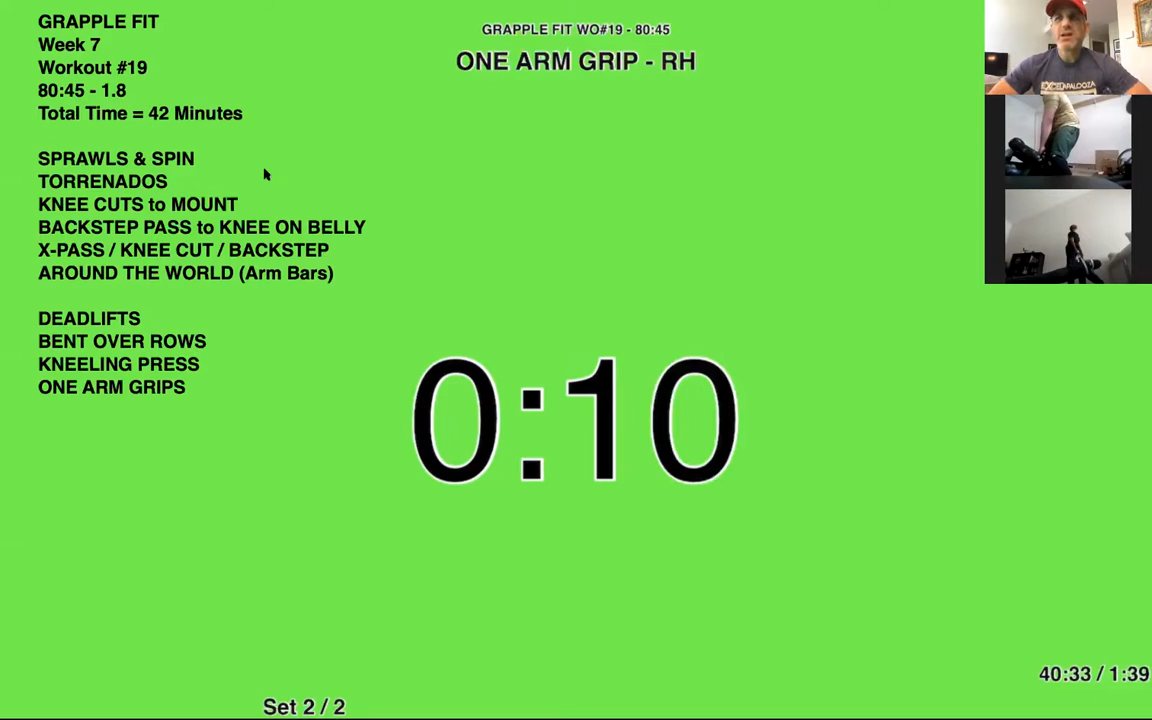 GRAPPLE FIT
Week 7
Workout #19
80:45 - 1.8
Total Time = 42 Minutes
SPRAWLS & SPIN
TORRENADOS
KNEE CUTS to MOUNT
BACKSTEP PASS to KNEE ON BELLY
X-PASS / KNEE CUT / BACKSTEP
AROUND THE WORLD (Arm Bars)
DEADLIFTS
BENT OVER ROWS
KNEELING PRESS
ONE ARM GRIPS
GRAPPLE FIT WO#19 - 80:45
ONE ARM GRIP - RH
0:10
Set 2 / 2
40:33 / 1:39